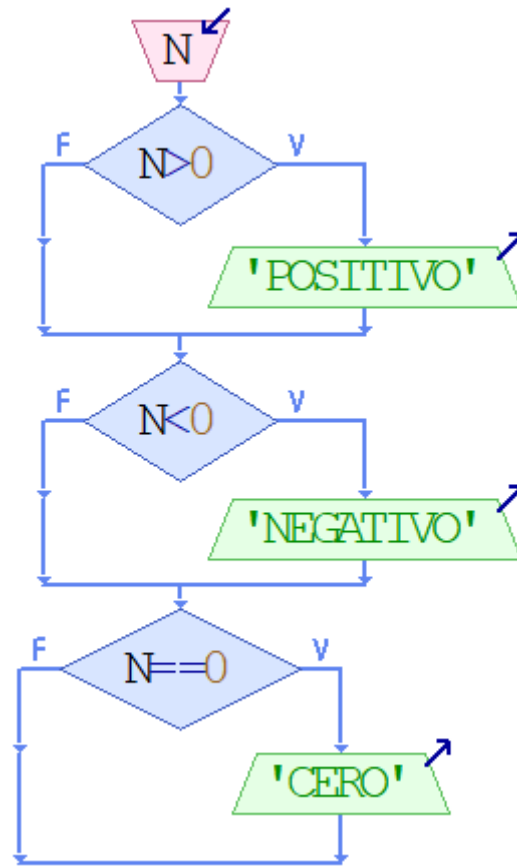 N
F
N>0
V
'POSITIVO'
F
N<0
V
'NEGATIVO'
F
N==0
V
'CERO'